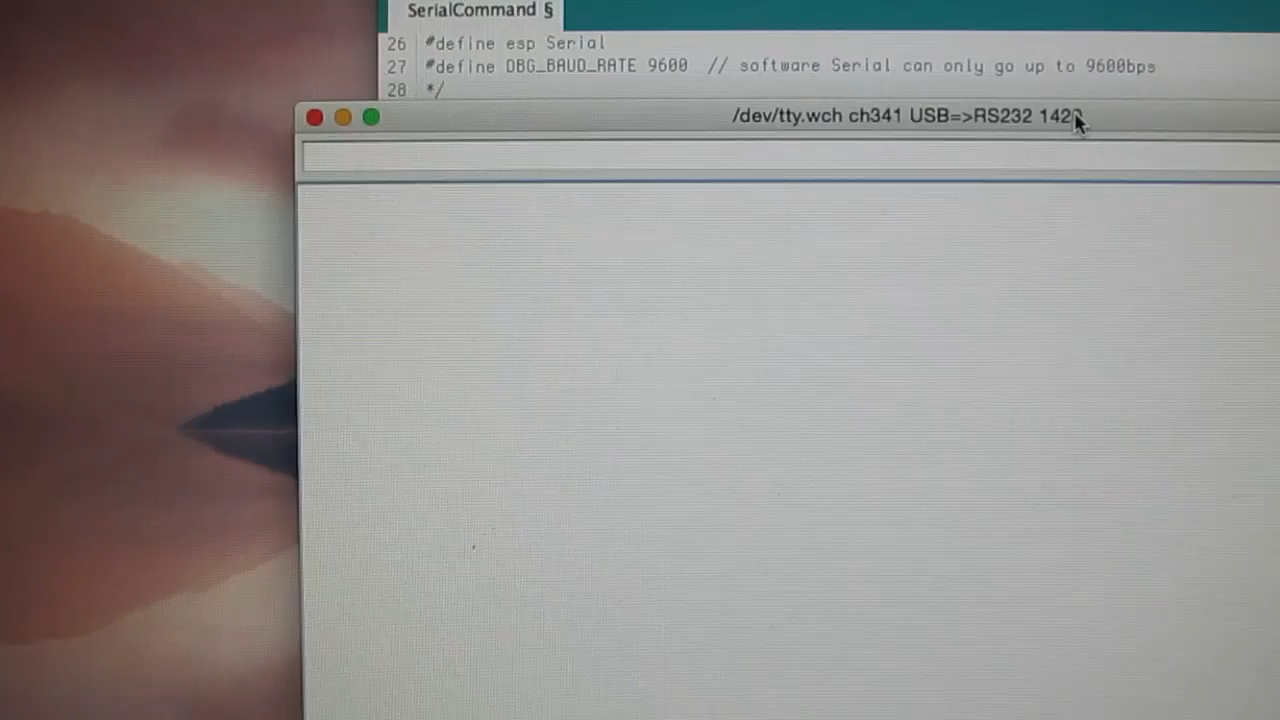 SerialCommand §
26 #define esp Serial
27 #define DBG_BAUD_RATE 9600 // software Serial can only go up to 9600bps
28 */
/dev/tty.wch ch341 USB=>RS232